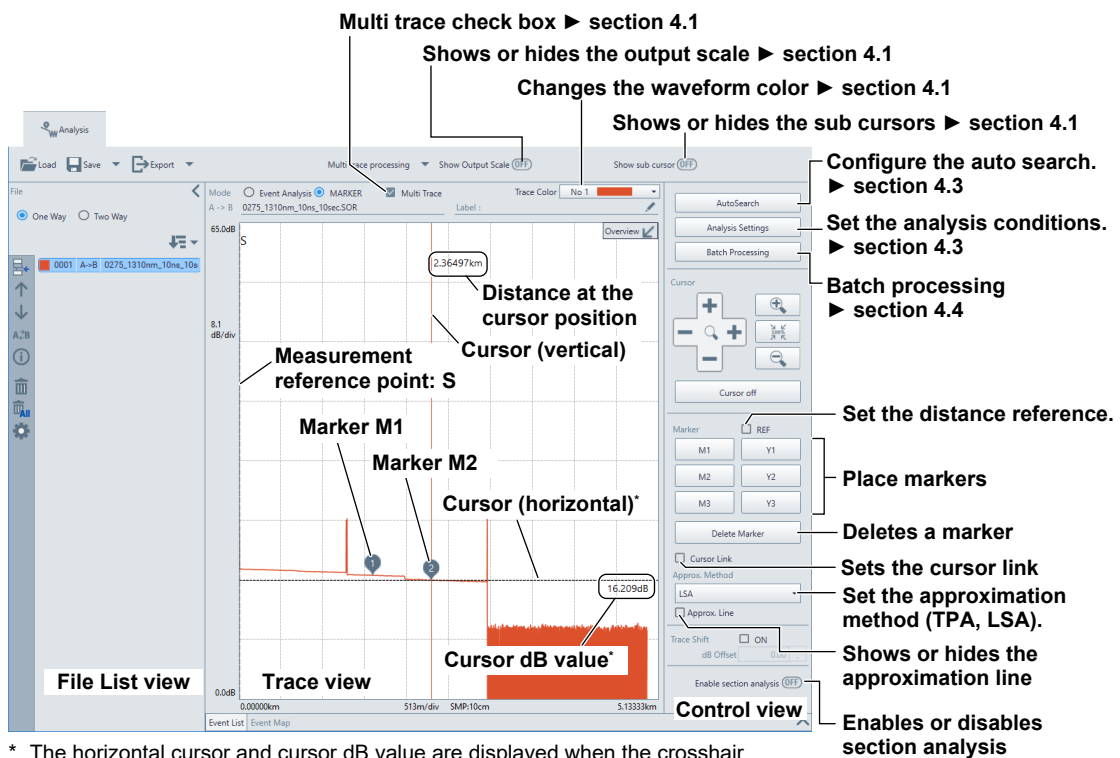 Multi trace check box ► section 4.1
Shows or hides the output scale ► section 4.1
Changes the waveform color ► section 4.1
Shows or hides the sub cursors ► section 4.1
Analysis
Load Save Export Multi trace processing Show Output Scale OFF Show sub cursor OFF
File
One Way Two Way
0001 A->B 0275_1310nm_10ns_10s
A⇄B
All
File List view
Mode Event Analysis MARKER Multi Trace Trace Color No 1
A -> B 0275_1310nm_10ns_10sec.SOR Label :
65.0dB
S
Overview
2.36497km
Distance at the
cursor position
8.1
dB/div
Cursor (vertical)
Measurement
reference point: S
Marker M1
Marker M2
Cursor (horizontal)*
1
2
16.209dB
Cursor dB value*
Trace view
0.0dB
0.00000km 513m/div SMP:10cm 5.13333km
Event List Event Map
AutoSearch
Analysis Settings
Batch Processing
Cursor
100%
Cursor off
Marker REF
M1 Y1
M2 Y2
M3 Y3
Delete Marker
Cursor Link
Approx. Method
LSA
Approx. Line
Trace Shift ON
dB Offset 0.00
Enable section analysis OFF
Control view
Configure the auto search.
► section 4.3
Set the analysis conditions.
► section 4.3
Batch processing
► section 4.4
Set the distance reference.
Place markers
Deletes a marker
Sets the cursor link
Set the approximation
method (TPA, LSA).
Shows or hides the
approximation line
Enables or disables
section analysis
* The horizontal cursor and cursor dB value are displayed when the crosshair